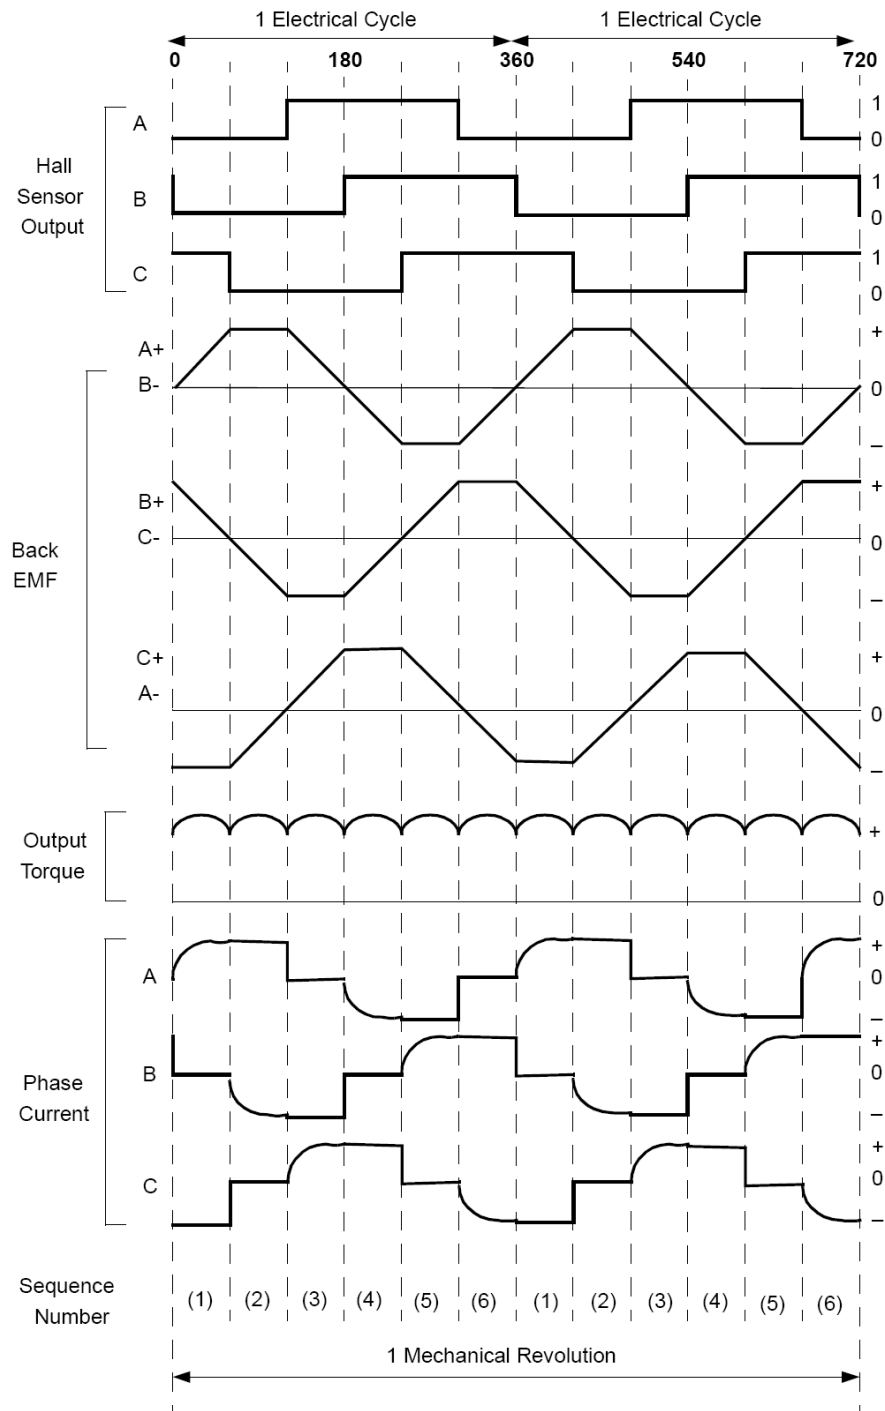 1 Electrical Cycle 1 Electrical Cycle
0 180 360 540 720
Hall
Sensor
Output
A 1
0
B 1
0
C 1
0
Back
EMF
A+ +
B- 0
–
B+ +
C- 0
–
C+ +
A- 0
–
Output
Torque
+
0
Phase
Current
A +
0
–
B +
0
–
C +
0
–
Sequence
Number
(1) (2) (3) (4) (5) (6) (1) (2) (3) (4) (5) (6)
1 Mechanical Revolution